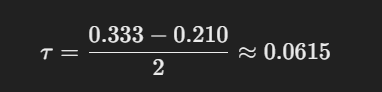 τ = (0.333 − 0.210) / 2 ≈ 0.0615